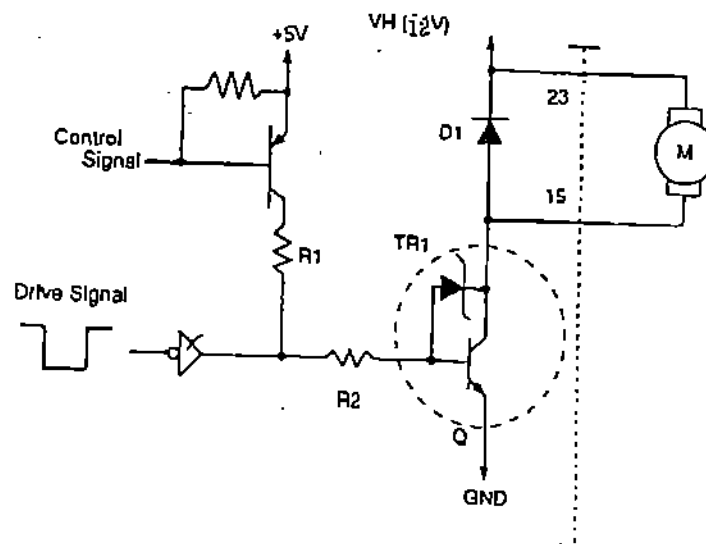 +5V
VH (12V)
Control
Signal
D1
23
M
15
R1
TR1
Drive Signal
R2
Q
GND